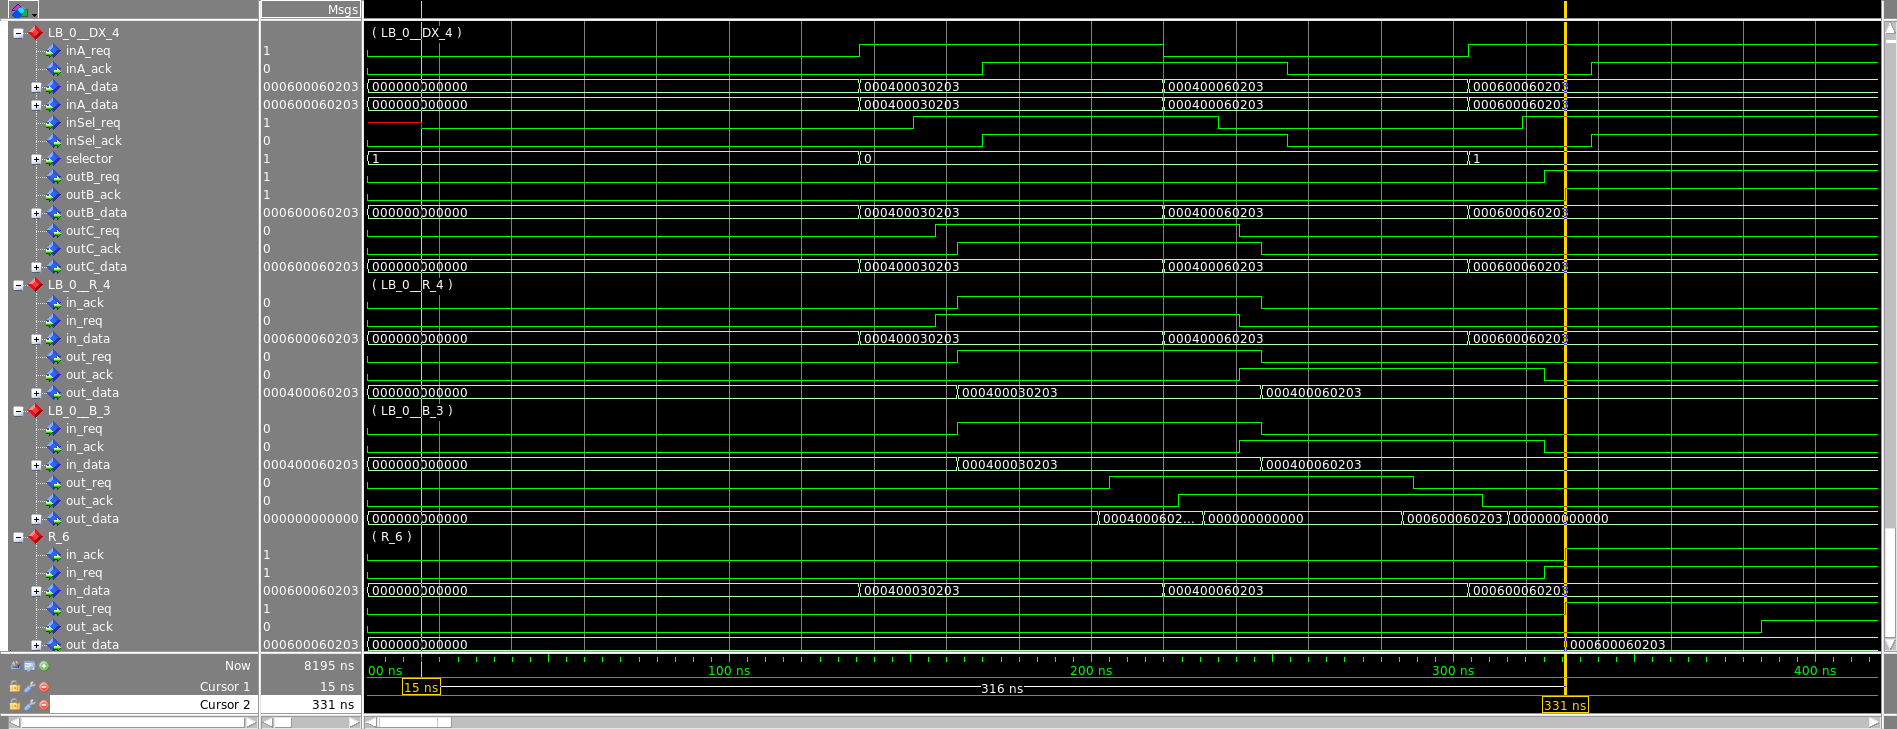 Msgs
LB_0__DX_4 ( LB_0__DX_4 )
inA_req 1
inA_ack 0
inA_data 000600060203 000000000000 000400030203 000400060203 000600060203
inA_data 000600060203 000000000000 000400030203 000400060203 000600060203
inSel_req 1
inSel_ack 0
selector 1 1 0 1
outB_req 1
outB_ack 1
outB_data 000600060203 000000000000 000400030203 000400060203 000600060203
outC_req 0
outC_ack 0
outC_data 000600060203 000000000000 000400030203 000400060203 000600060203
LB_0__R_4 ( LB_0__R_4 )
in_ack 0
in_req 0
in_data 000600060203 000000000000 000400030203 000400060203 000600060203
out_req 0
out_ack 0
out_data 000400060203 000000000000 000400030203 000400060203
LB_0__B_3 ( LB_0__B_3 )
in_req 0
in_ack 0
in_data 000400060203 000000000000 000400030203 000400060203
out_req 0
out_ack 0
out_data 000000000000 000000000000 0004000602... 000000000000 000600060203 000000000000
R_6 ( R_6 )
in_ack 1
in_req 1
in_data 000600060203 000000000000 000400030203 000400060203 000600060203
out_req 1
out_ack 0
out_data 000600060203 000000000000 000600060203
Now 8195 ns 00 ns 100 ns 200 ns 300 ns 400 ns
Cursor 1 15 ns 15 ns 316 ns
Cursor 2 331 ns 331 ns